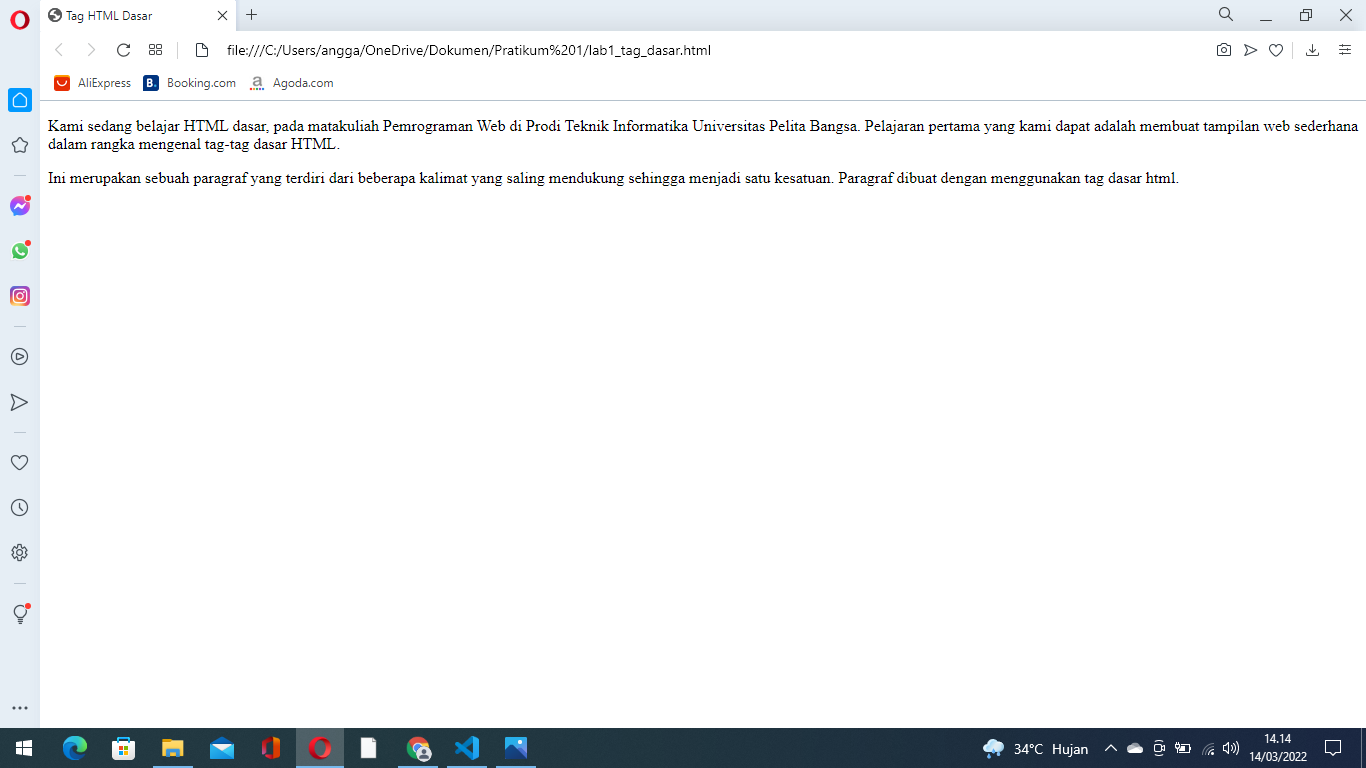 Tag HTML Dasar
file:///C:/Users/angga/OneDrive/Dokumen/Pratikum%201/lab1_tag_dasar.html
AliExpress B. Booking.com a Agoda.com
Kami sedang belajar HTML dasar, pada matakuliah Pemrograman Web di Prodi Teknik Informatika Universitas Pelita Bangsa. Pelajaran pertama yang kami dapat adalah membuat tampilan web sederhana
dalam rangka mengenal tag-tag dasar HTML.
Ini merupakan sebuah paragraf yang terdiri dari beberapa kalimat yang saling mendukung sehingga menjadi satu kesatuan. Paragraf dibuat dengan menggunakan tag dasar html.
34°C Hujan
14.14
14/03/2022